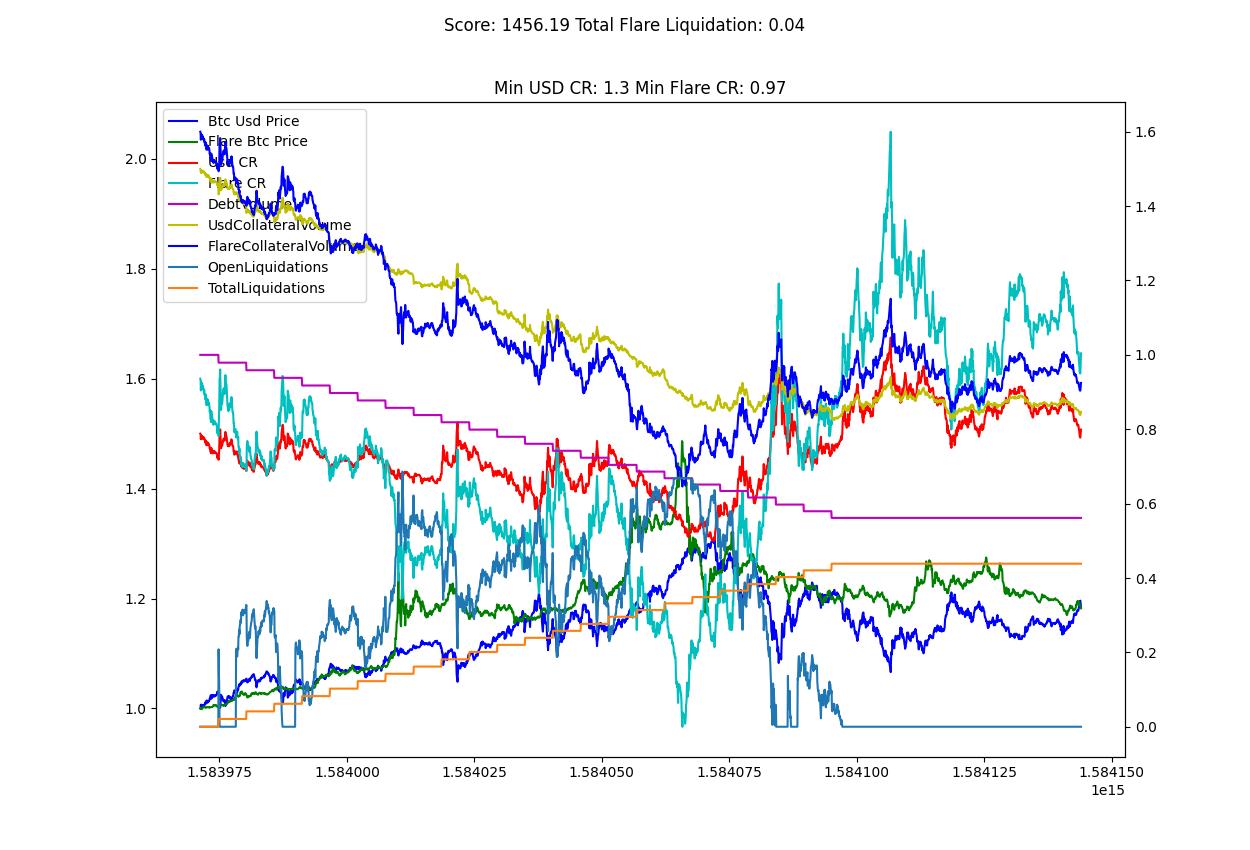 Score: 1456.19 Total Flare Liquidation: 0.04
Min USD CR: 1.3 Min Flare CR: 0.97
Btc Usd Price
Flare Btc Price
Usd CR
Flare CR
DebtVolume
UsdCollateralVolume
FlareCollateralVolume
OpenLiquidations
TotalLiquidations
2.0
1.8
1.6
1.4
1.2
1.0
1.6
1.4
1.2
1.0
0.8
0.6
0.4
0.2
0.0
1.583975 1.584000 1.584025 1.584050 1.584075 1.584100 1.584125 1.584150
1e15